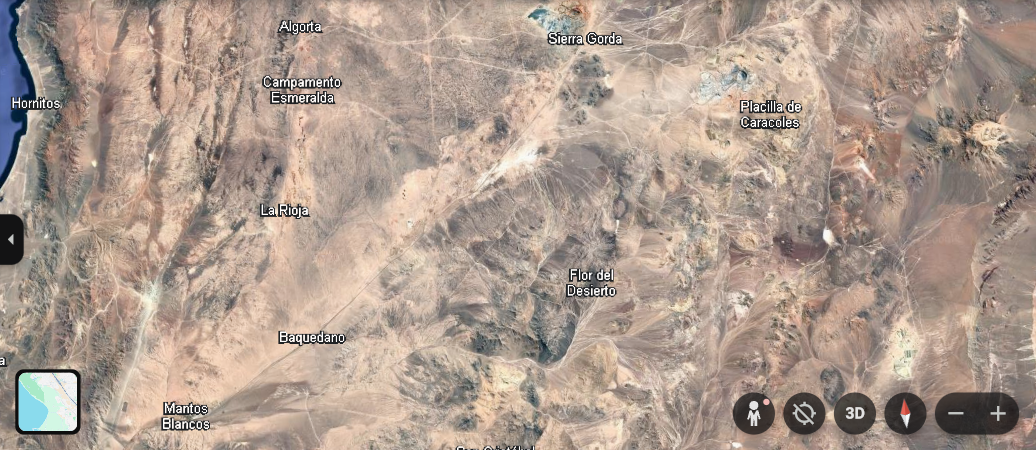 Algorta
Sierra Gorda
Campamento
Esmeralda
Hornitos
Placilla de
Caracoles
La Rioja
Flor del
Desierto
Baquedano
a
Mantos
Blancos
3D